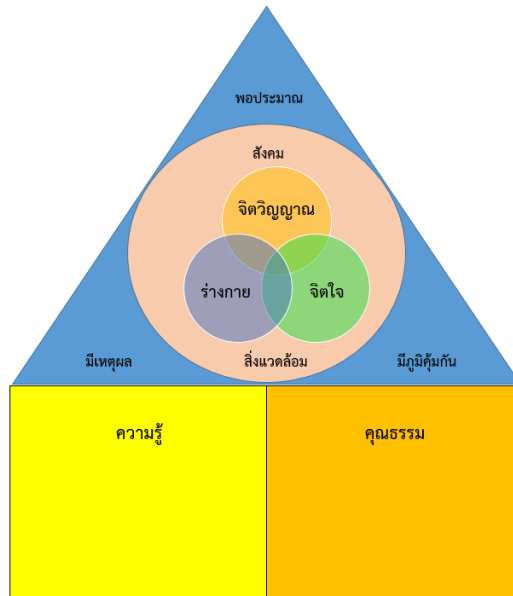 พอประมาณ
สังคม
จิตวิญญาณ
ร่างกาย
จิตใจ
มีเหตุผล
สิ่งแวดล้อม
มีภูมิคุ้มกัน
ความรู้
คุณธรรม